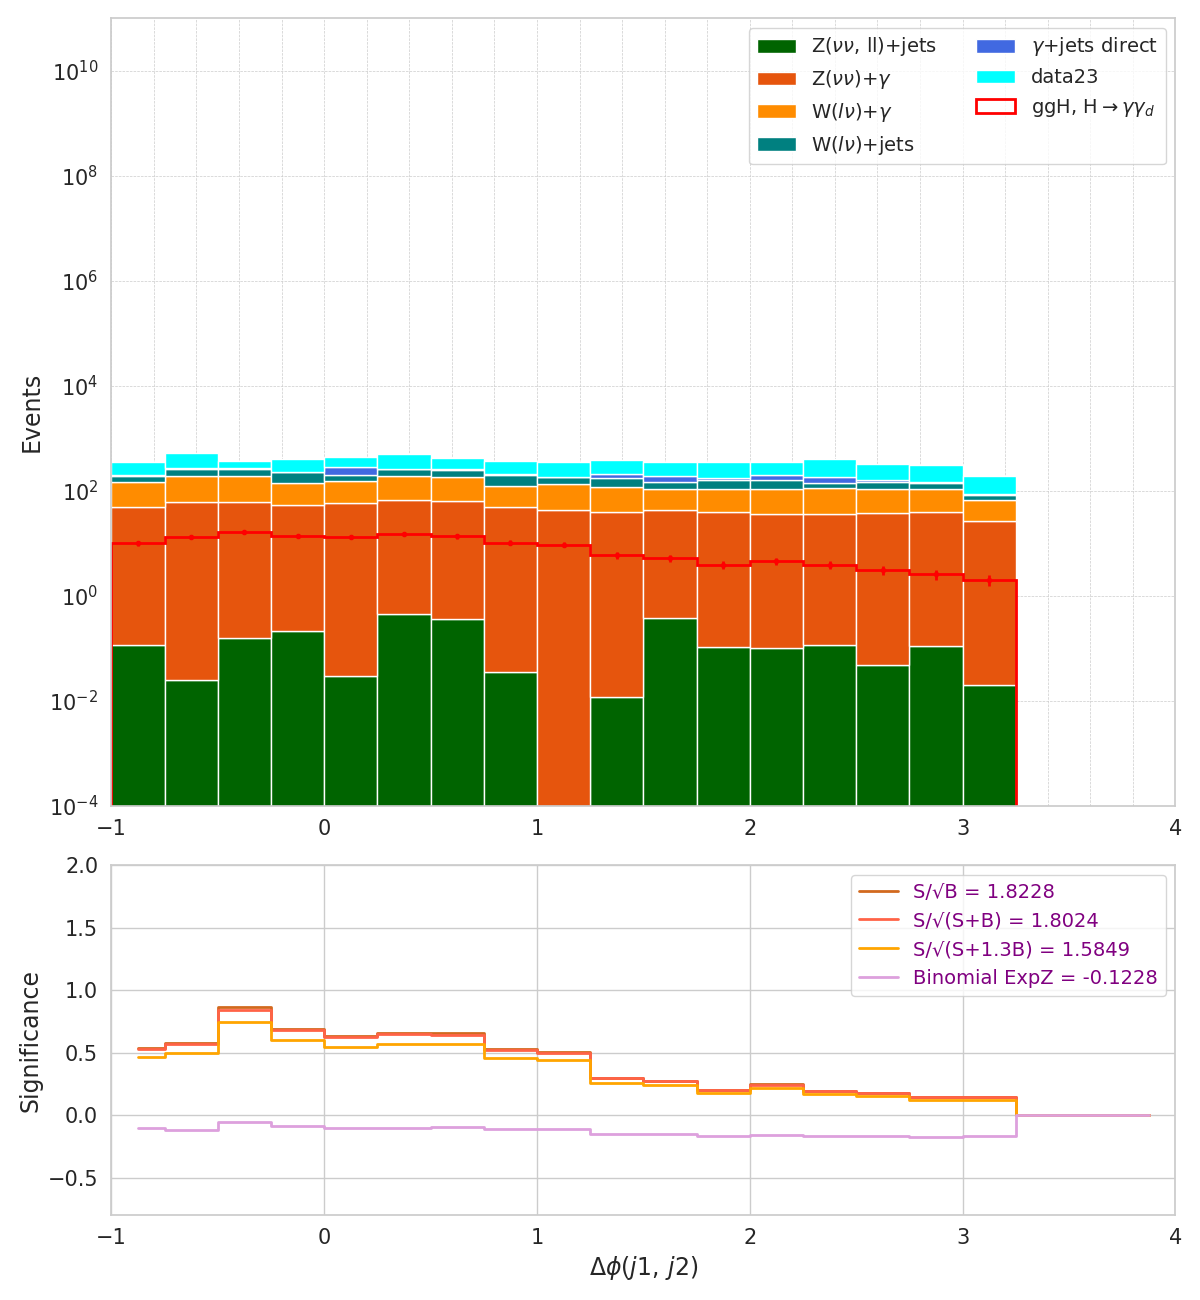 Z(νν, ll)+jets
Z(νν)+γ
W(lν)+γ
W(lν)+jets
γ+jets direct
data23
ggH, H→γγ_d
Events
10^10
10^8
10^6
10^4
10^2
10^0
10^−2
10^−4
−1 0 1 2 3 4
S/√B = 1.8228
S/√(S+B) = 1.8024
S/√(S+1.3B) = 1.5849
Binomial ExpZ = -0.1228
Significance
2.0
1.5
1.0
0.5
0.0
−0.5
−1 0 1 2 3 4
Δϕ(j1, j2)